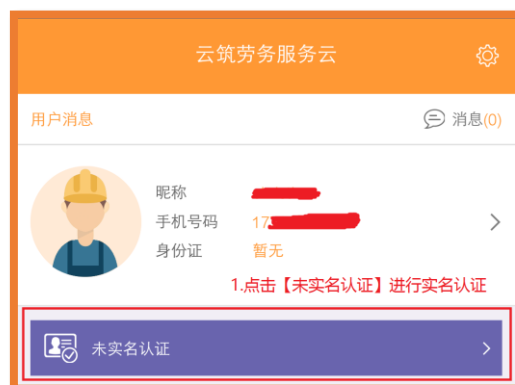 云筑劳务服务云
用户消息 消息(0)
昵称
手机号码 17
身份证 暂无
1.点击【未实名认证】进行实名认证
未实名认证